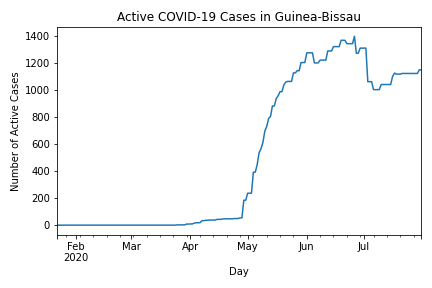 Active COVID-19 Cases in Guinea-Bissau
Number of Active Cases
1400
1200
1000
800
600
400
200
0
Feb Mar Apr May Jun Jul
2020
Day